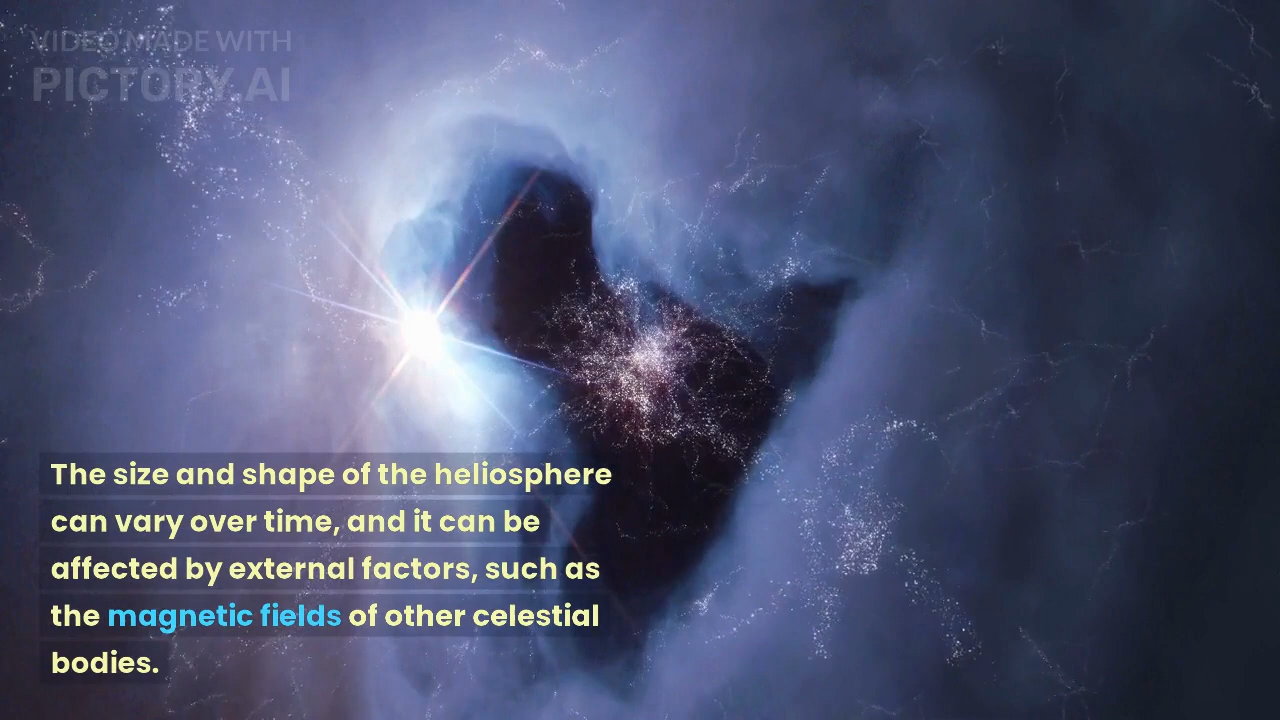 VIDEO MADE WITH
PICTORY.AI
The size and shape of the heliosphere
can vary over time, and it can be
affected by external factors, such as
the magnetic fields of other celestial
bodies.